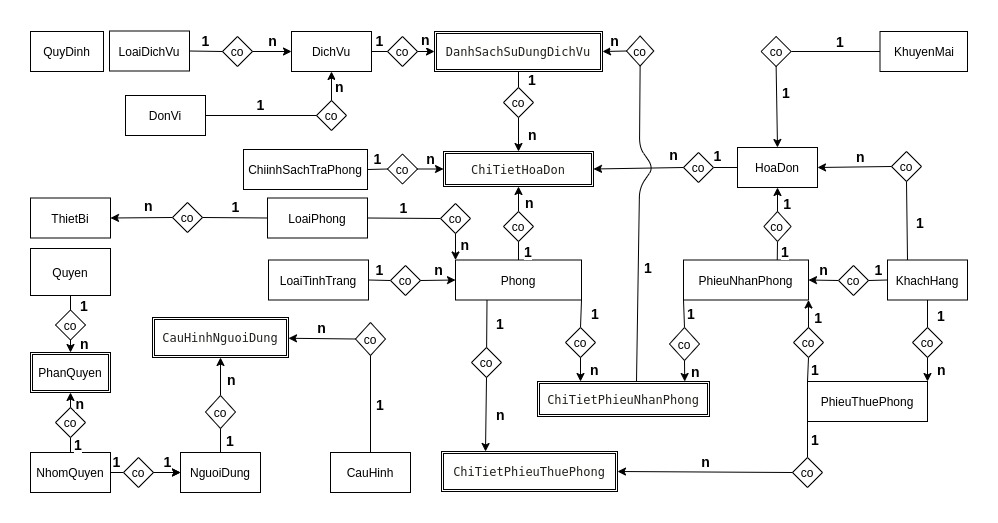 QuyDinh
LoaiDichVu
1
co
n
DichVu
1
co
n
DanhSachSuDungDichVu
n
co
co
1
KhuyenMai
DonVi
1
co
n
1
co
n
1
ChiinhSachTraPhong
1
co
n
ChiTietHoaDon
n
co
1
HoaDon
n
co
ThietBi
n
co
1
LoaiPhong
1
co
n
n
co
1
1
co
1
1
Quyen
LoaiTinhTrang
1
co
n
Phong
1
PhieuNhanPhong
n
co
1
KhachHang
1
co
n
PhanQuyen
CauHinhNguoiDung
n
co
1
co
n
1
co
n
1
co
n
1
co
1
1
co
n
ChiTietPhieuNhanPhong
PhieuThuePhong
n
co
1
n
co
1
1
n
1
NhomQuyen
1
co
1
NguoiDung
CauHinh
ChiTietPhieuThuePhong
n
co